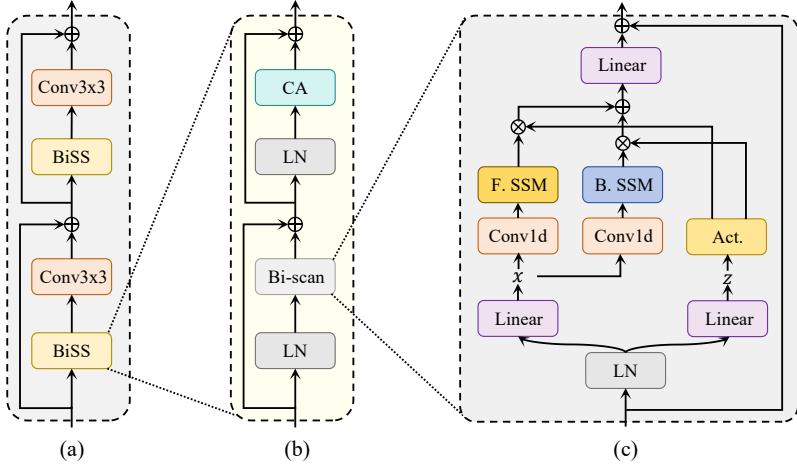 Conv3x3
BiSS
Conv3x3
BiSS
(a)
CA
LN
Bi-scan
LN
(b)
Linear
F. SSM
B. SSM
Conv1d
Conv1d
Act.
x
z
Linear
Linear
LN
(c)